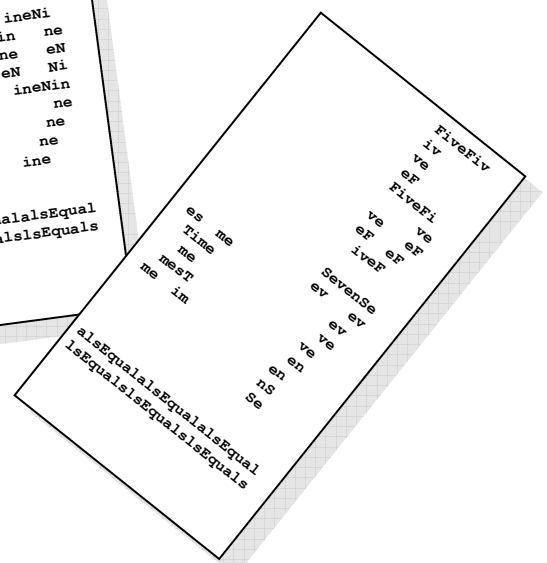 ineNi
in ne
ne eN
eN Ni
ineNin
ne
ne
ne
ine
alalsEqual
alslsEquals
FiveFiv
iv
ve
eF
FiveFi
ve
ve eF
eF eF
iveF
SevenSe
ev ev
es me ev
Time ve
me ve
mesT en
me im en
nS
Se
alsEqualalsEqualalsEqual
lsEqualslsEqualslsEquals